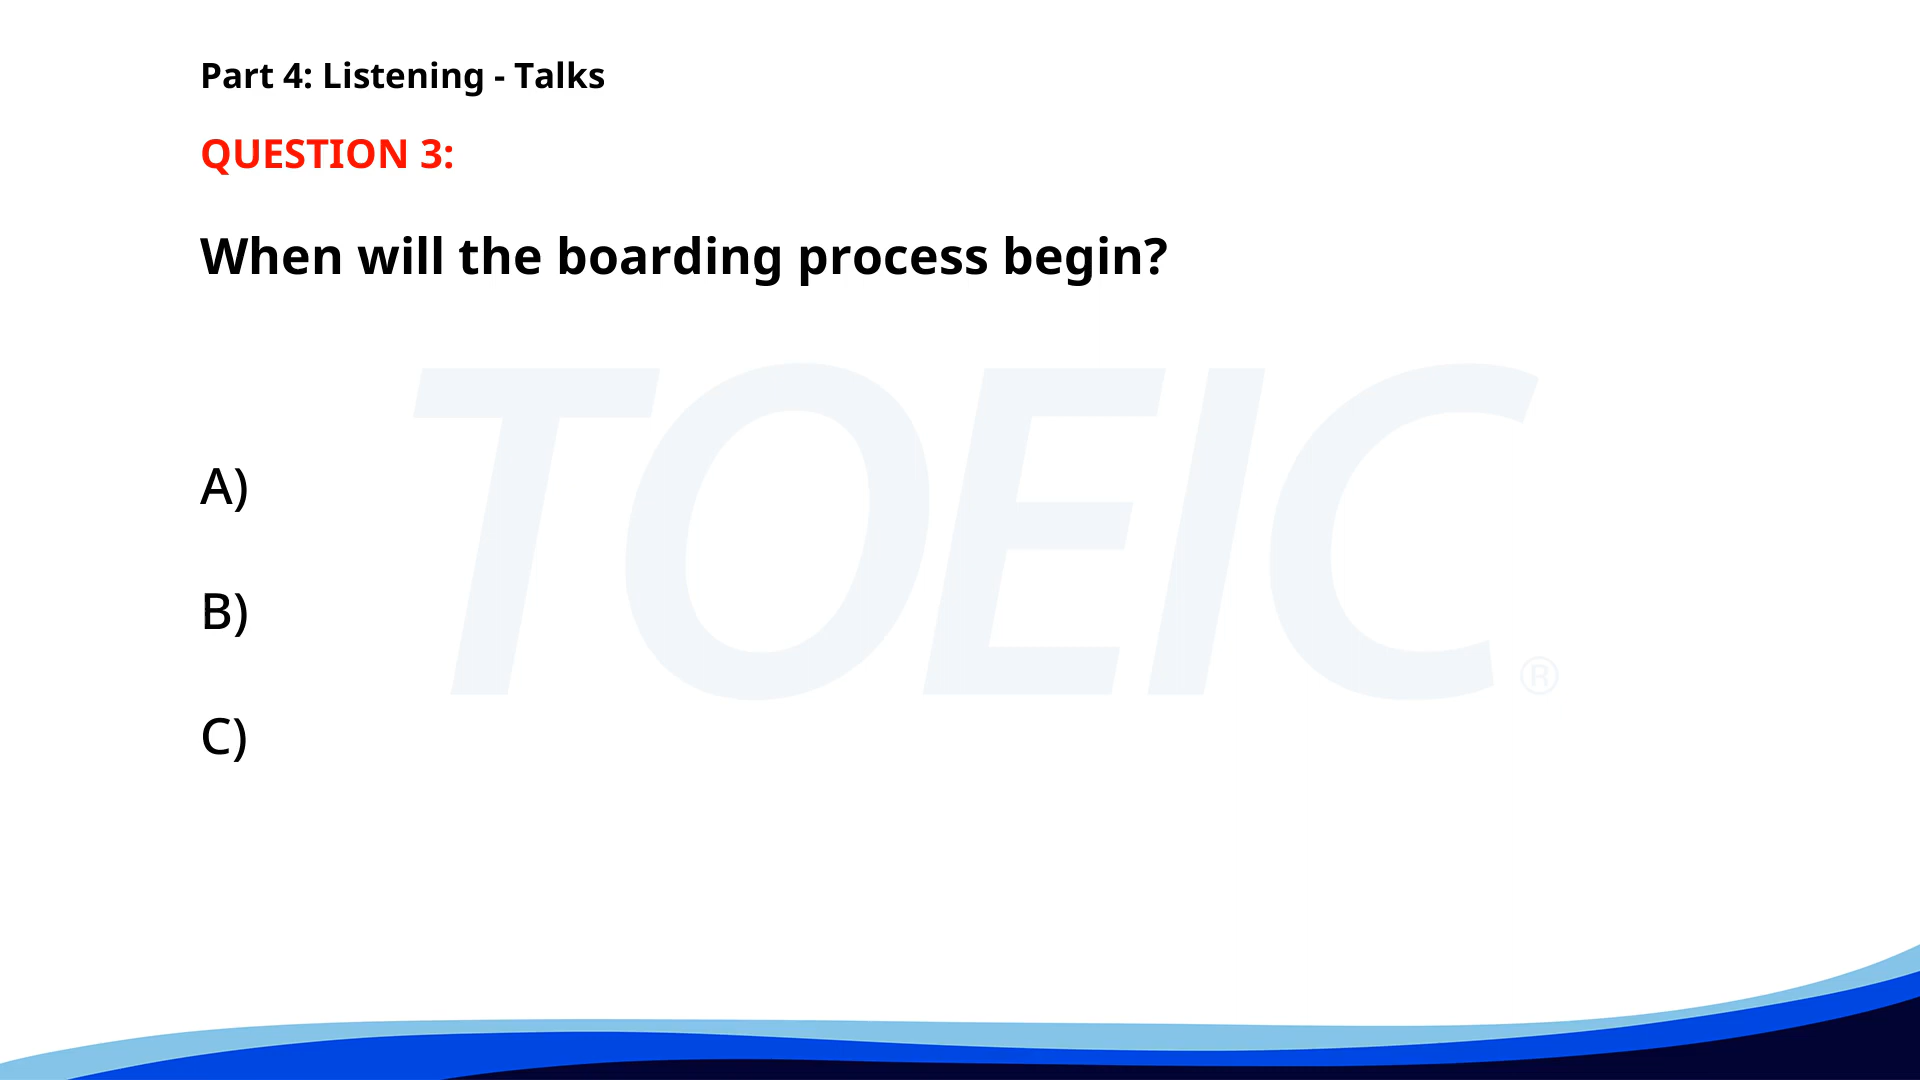 Part 4: Listening - Talks
QUESTION 3:
When will the boarding process begin?
TOEIC®
A)
B)
C)